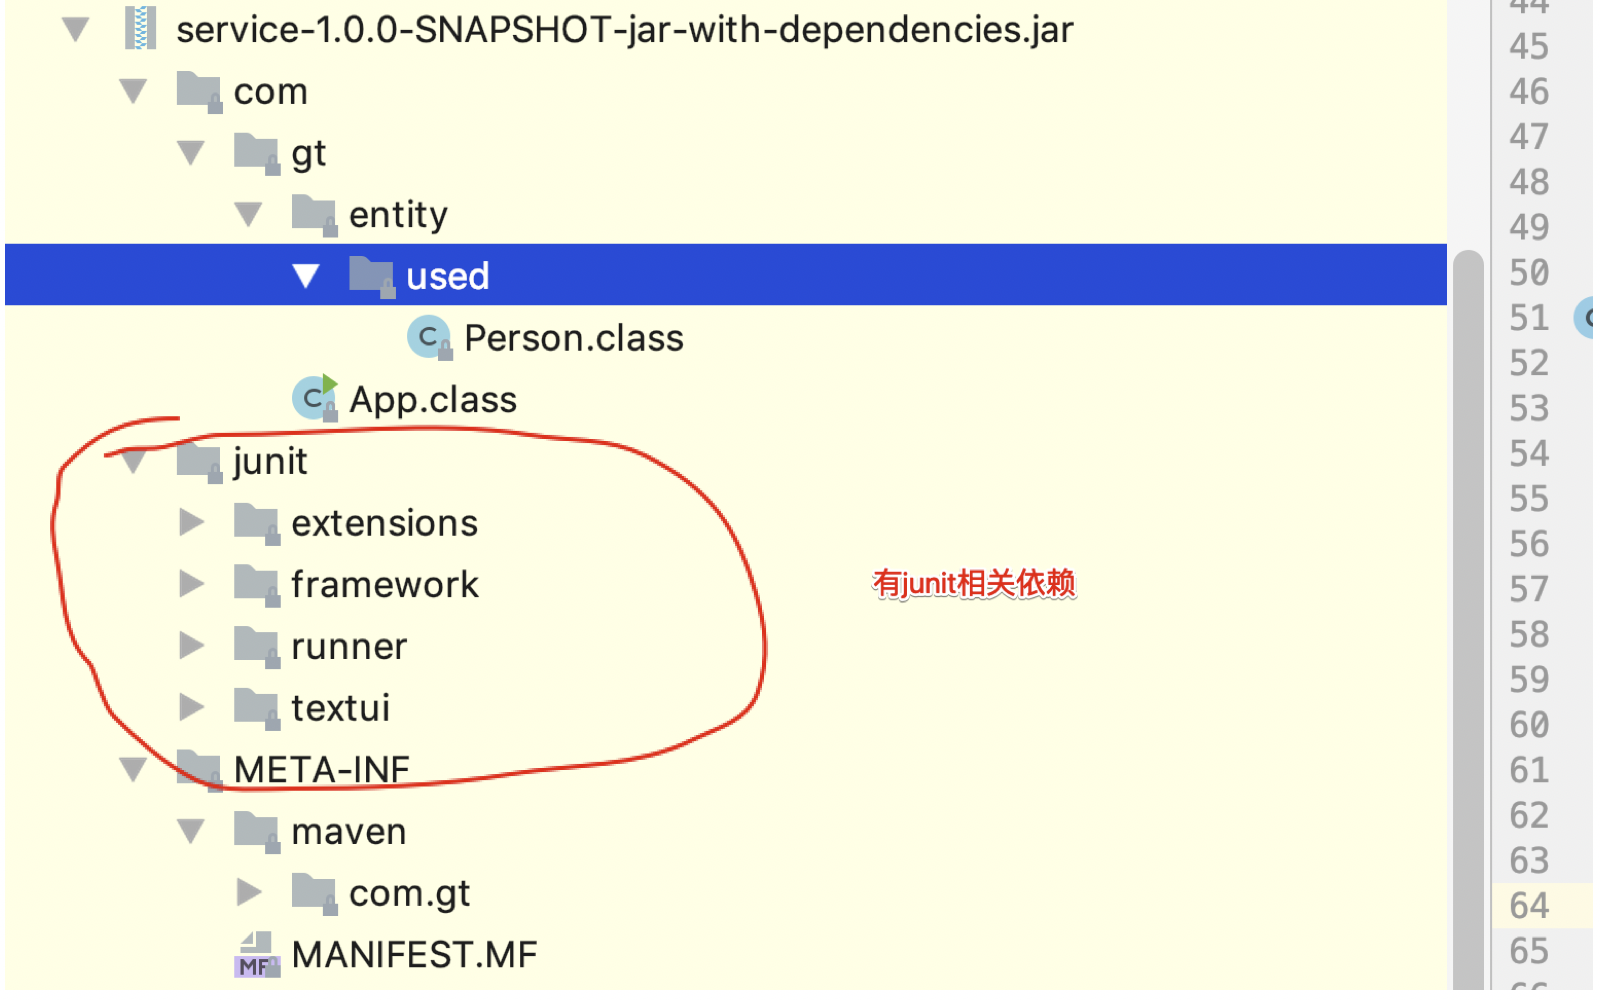 service-1.0.0-SNAPSHOT-jar-with-dependencies.jar
com
gt
entity
used
C Person.class
C App.class
junit
extensions
framework
runner
textui
META-INF
maven
com.gt
MF MANIFEST.MF
有junit相关依赖
44
45
46
47
48
49
50
51
52
53
54
55
56
57
58
59
60
61
62
63
64
65
66